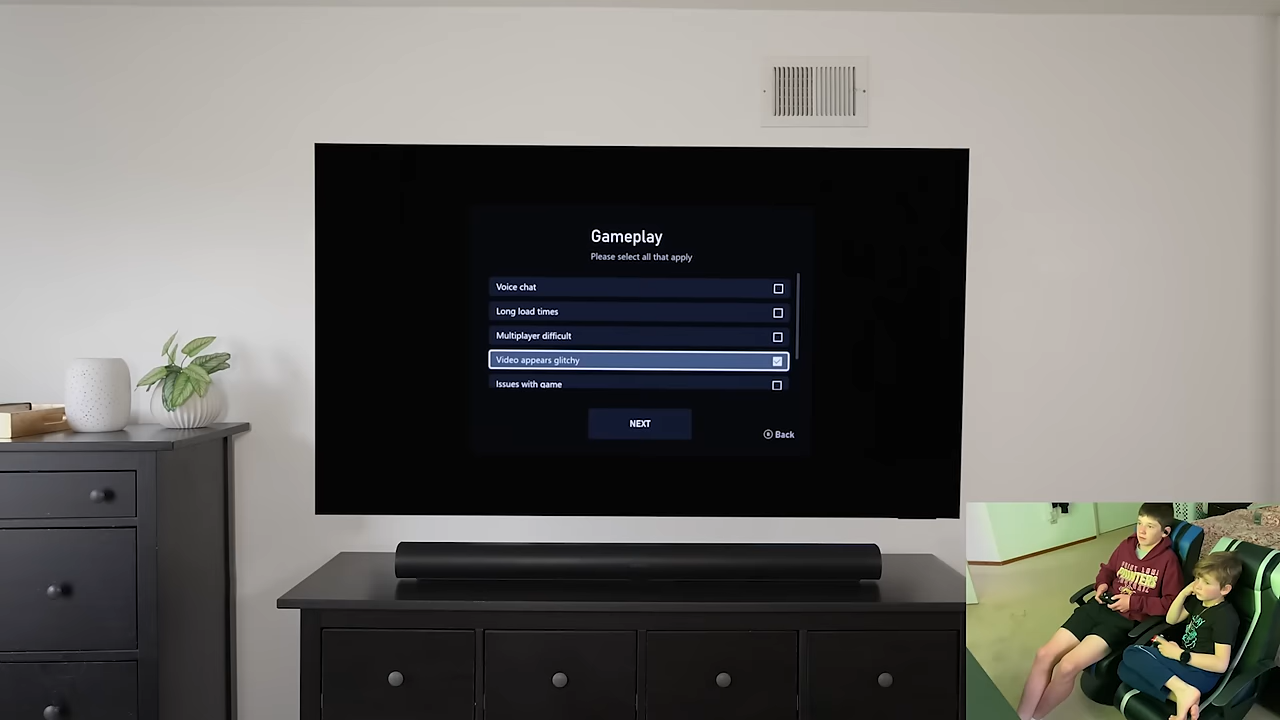 Gameplay
Please select all that apply
Voice chat
Long load times
Multiplayer difficult
Video appears glitchy
Issues with game
NEXT
Back
POINTERS